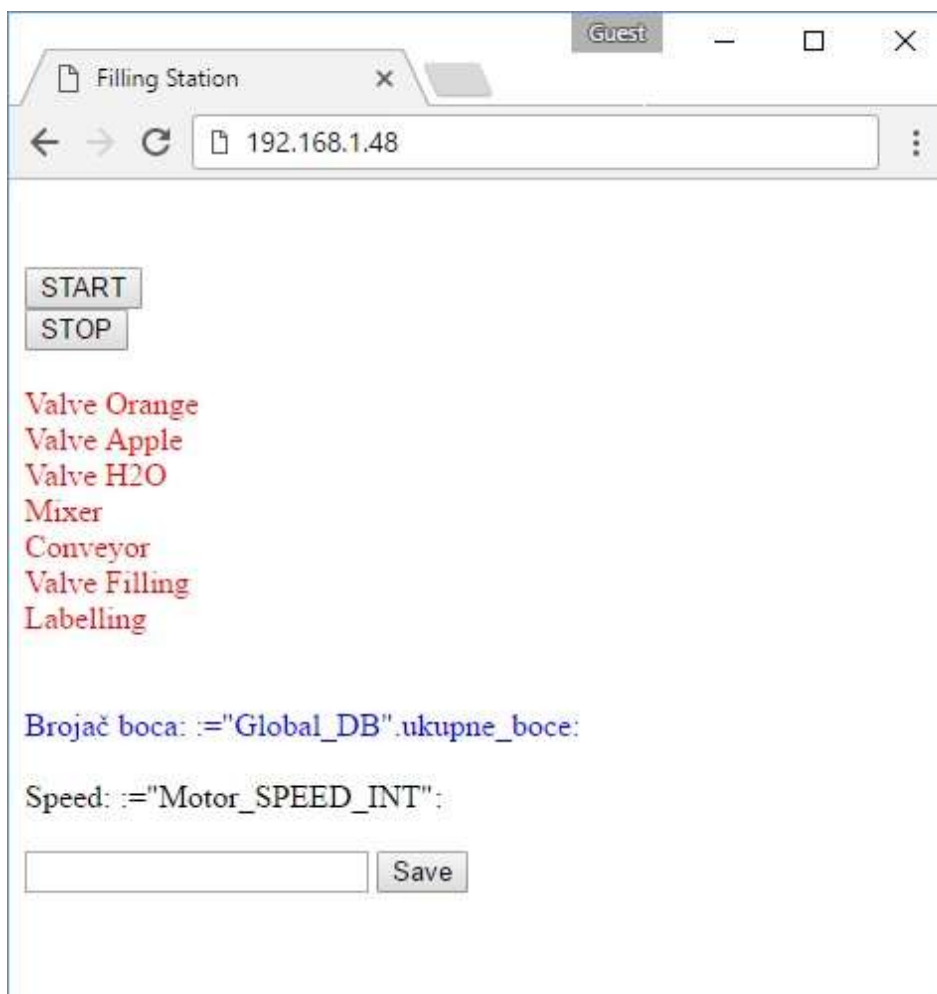 Guest
Filling Station
192.168.1.48
START
STOP
Valve Orange
Valve Apple
Valve H2O
Mixer
Conveyor
Valve Filling
Labelling
Brojač boca: :="Global_DB".ukupne_boce:
Speed: :="Motor_SPEED_INT":
Save